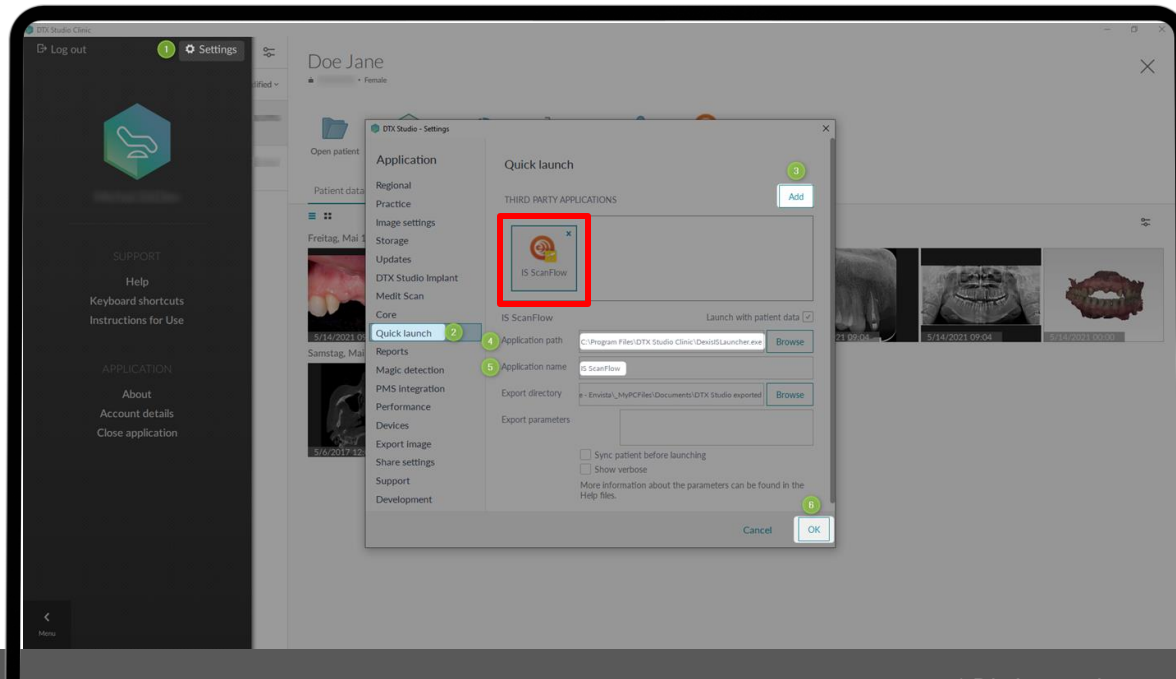 DTX Studio Clinic
Log out
1
Settings
Doe Jane
Female
Open patient
Patient data
SUPPORT
Help
Keyboard shortcuts
Instructions for Use
APPLICATION
About
Account details
Close application
Menu
Freitag, Mai 1
5/14/2021 09
Samstag, Mai
5/6/2017 12:
DTX Studio - Settings
Application
Regional
Practice
Image settings
Storage
Updates
DTX Studio Implant
Medit Scan
Core
Quick launch
2
Reports
Magic detection
PMS integration
Performance
Devices
Export Image
Share settings
Support
Development
Quick launch
3
THIRD PARTY APPLICATIONS
Add
IS ScanFlow
IS ScanFlow
Launch with patient data
4
Application path
C:\Program Files\DTX Studio Clinic\DexisISLauncher.exe
Browse
5
Application name
IS ScanFlow
Export directory
e - Envista\_MyPCFiles\Documents\DTX Studio exported
Browse
Export parameters
Sync patient before launching
Show verbose
More information about the parameters can be found in the
Help files.
6
Cancel
OK
21 09:04
5/14/2021 09:04
5/14/2021 00:00